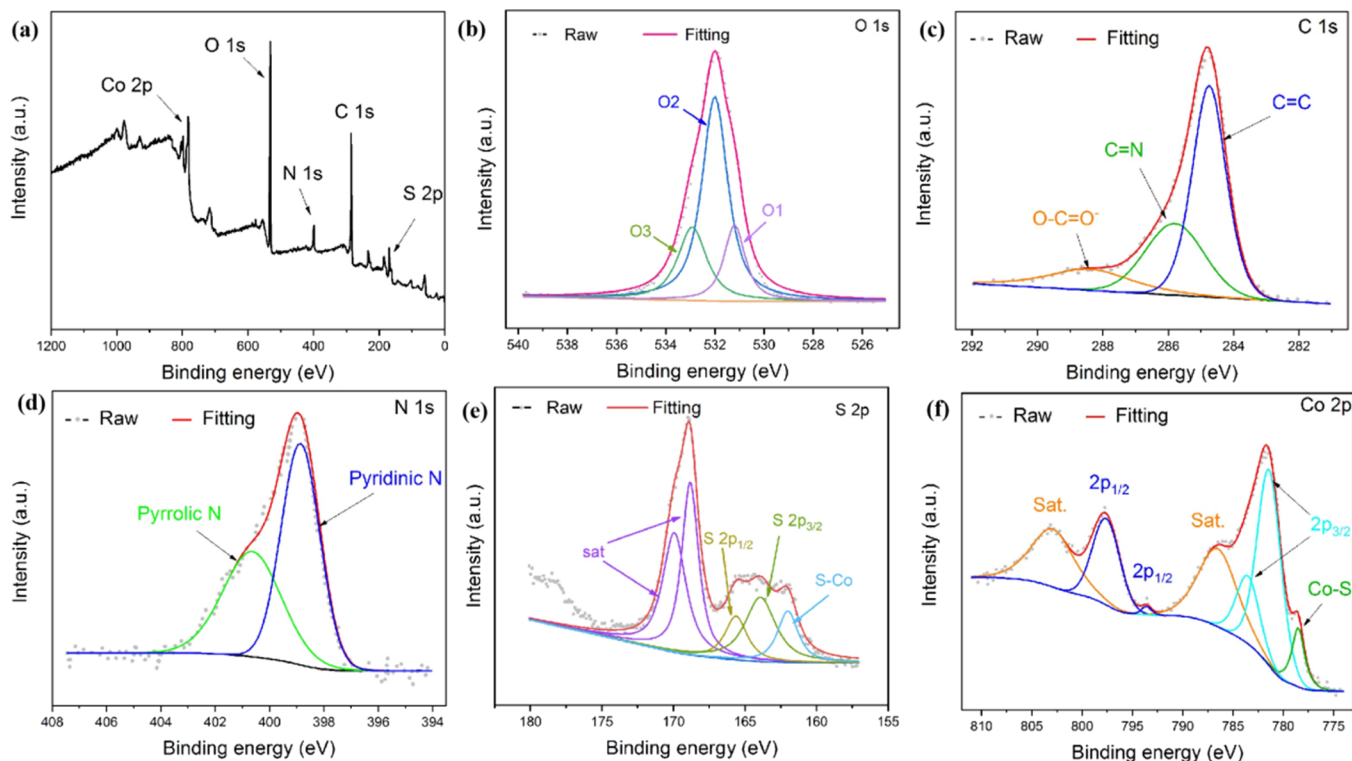 (a)
O 1s
Co 2p
C 1s
N 1s
S 2p
Intensity (a.u.)
1200 1000 800 600 400 200 0
Binding energy (eV)
(b)
Raw Fitting O 1s
O2
O1
O3
Intensity (a.u.)
540 538 536 534 532 530 528 526
Binding energy (eV)
(c)
Raw Fitting C 1s
C=C
C=N
O-C=O-
Intensity (a.u.)
292 290 288 286 284 282
Binding energy (eV)
(d)
N 1s
Raw Fitting
Pyridinic N
Pyrrolic N
Intensity (a.u.)
408 406 404 402 400 398 396 394
Binding energy (eV)
(e)
Raw Fitting S 2p
S 2p3/2
S 2p1/2
sat
S-Co
Intensity (a.u.)
180 175 170 165 160 155
Binding energy (eV)
(f)
Co 2p
Raw Fitting
2p1/2
Sat.
Sat.
2p3/2
2p1/2
Co-S
Intensity (a.u.)
810 805 800 795 790 785 780 775
Binding energy (eV)